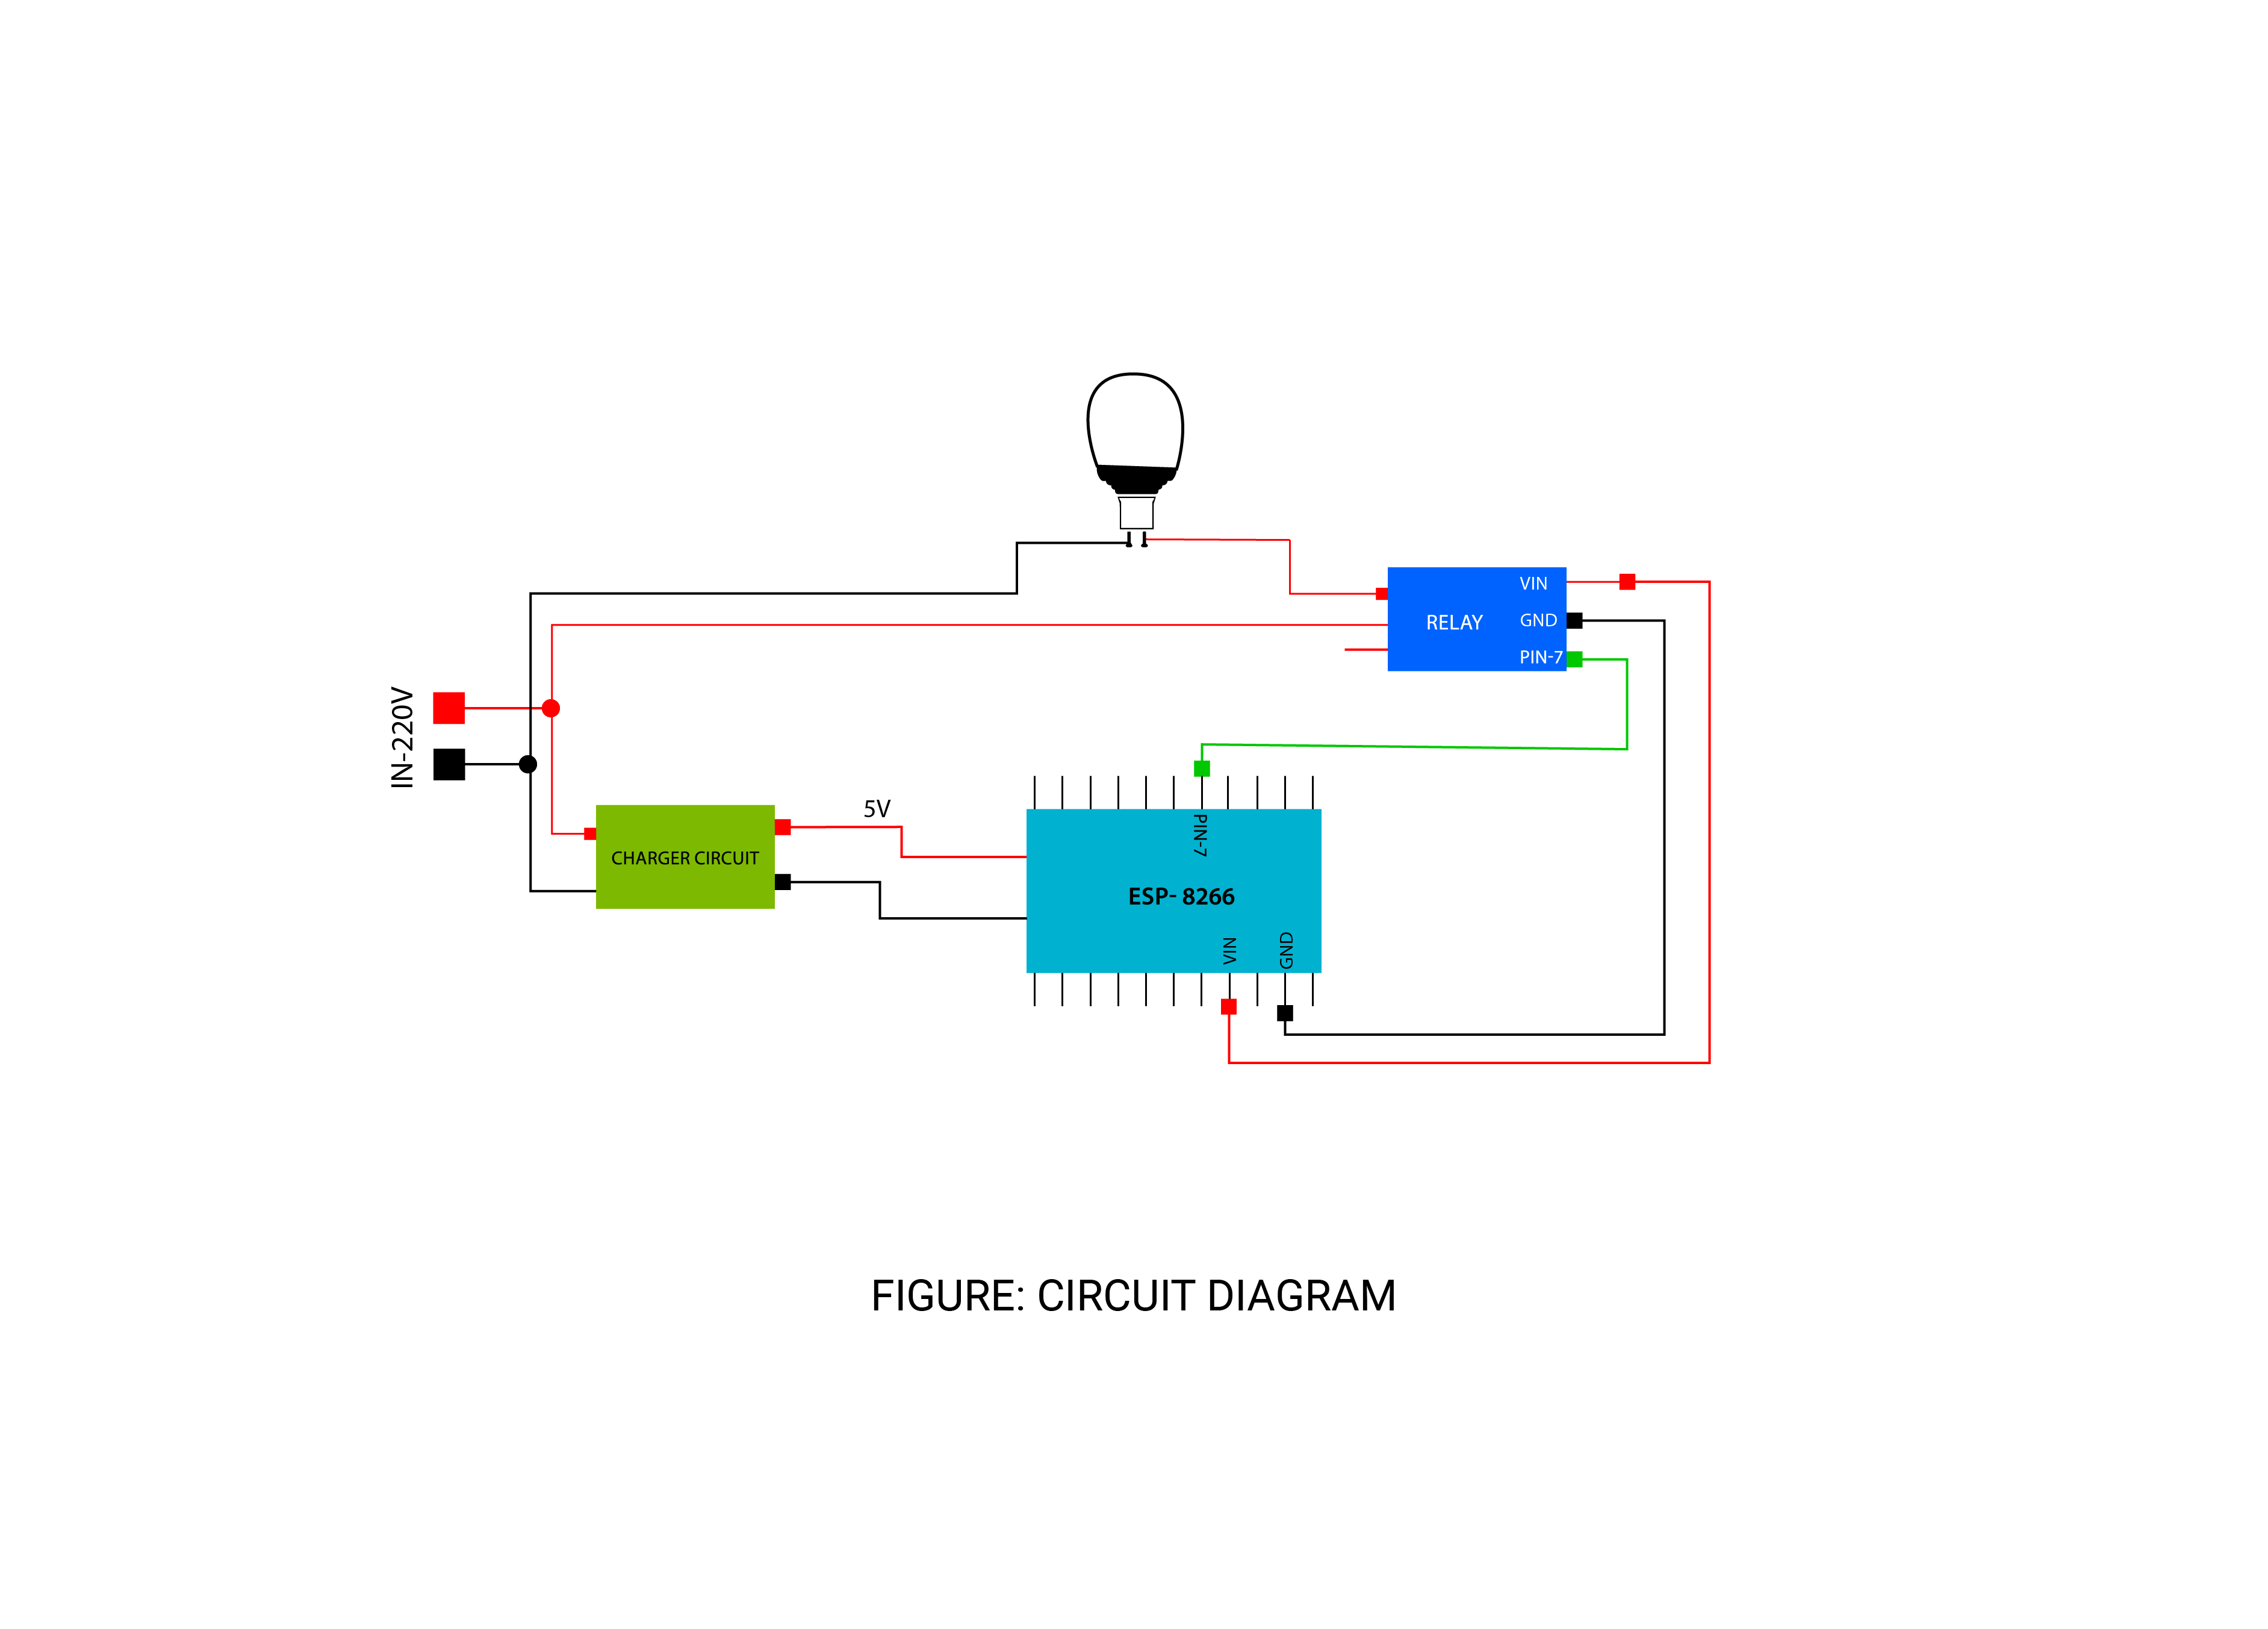 VIN
RELAY
GND
PIN-7
IN-220V
5V
CHARGER CIRCUIT
PIN-7
ESP- 8266
VIN
GND
FIGURE: CIRCUIT DIAGRAM